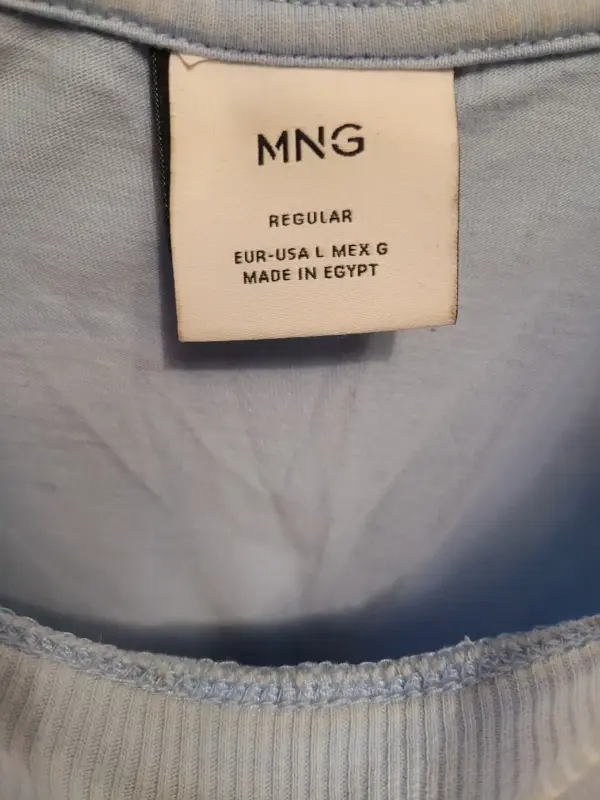 MNG
REGULAR
EUR-USA L MEX G
MADE IN EGYPT